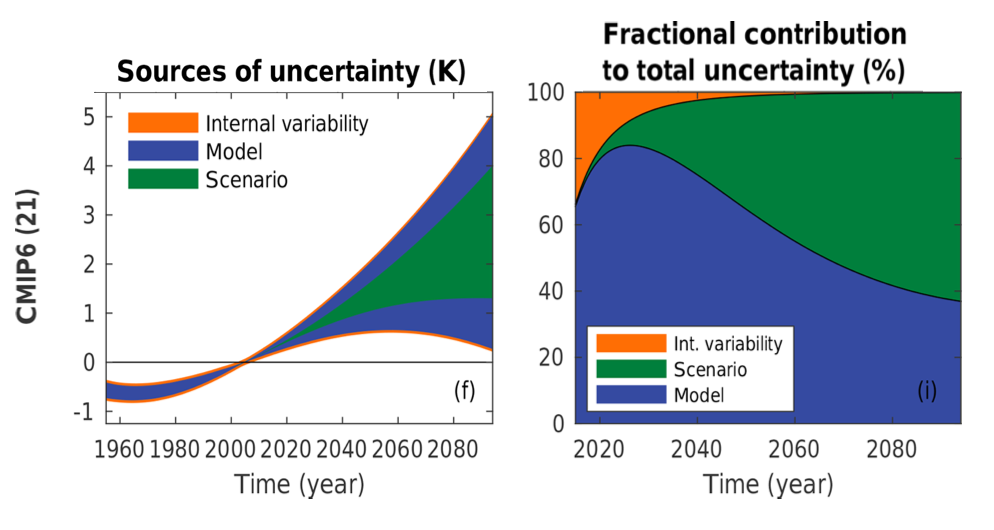 Sources of uncertainty (K)
CMIP6 (21)
5
4
3
2
1
0
-1
Internal variability
Model
Scenario
(f)
1960 1980 2000 2020 2040 2060 2080
Time (year)
Fractional contribution
to total uncertainty (%)
100
80
60
40
20
0
Int. variability
Scenario
Model
(i)
2020 2040 2060 2080
Time (year)